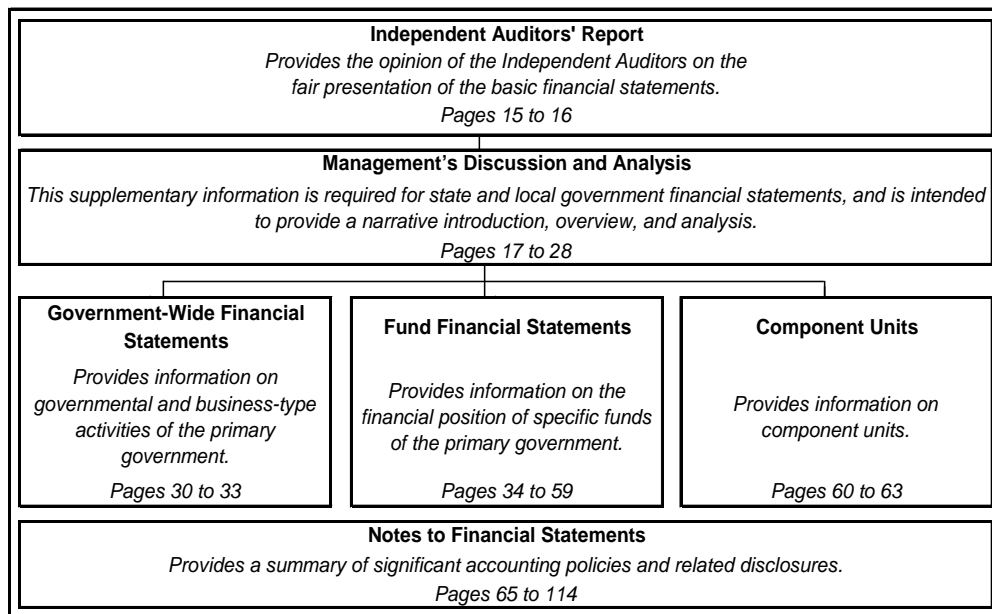 Independent Auditors' Report
Provides the opinion of the Independent Auditors on the
fair presentation of the basic financial statements.
Pages 15 to 16
Management’s Discussion and Analysis
This supplementary information is required for state and local government financial statements, and is intended
to provide a narrative introduction, overview, and analysis.
Pages 17 to 28
Government-Wide Financial
Statements
Provides information on
governmental and business-type
activities of the primary
government.
Pages 30 to 33
Fund Financial Statements
Provides information on the
financial position of specific funds
of the primary government.
Pages 34 to 59
Component Units
Provides information on
component units.
Pages 60 to 63
Notes to Financial Statements
Provides a summary of significant accounting policies and related disclosures.
Pages 65 to 114